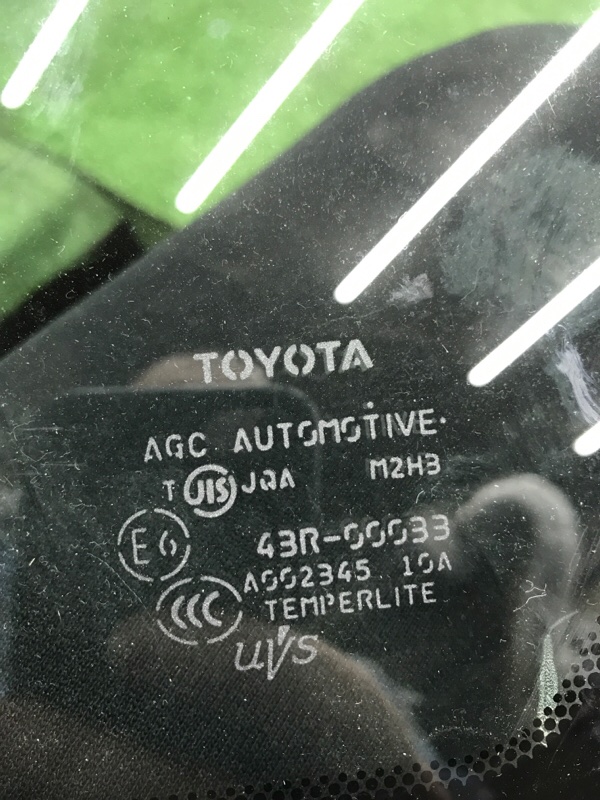 TOYOTA
AGC AUTOMOTIVE
T JIS JQA M2H3
E6 43R-00033
A002345 10A
CCC TEMPERLITE
UVS